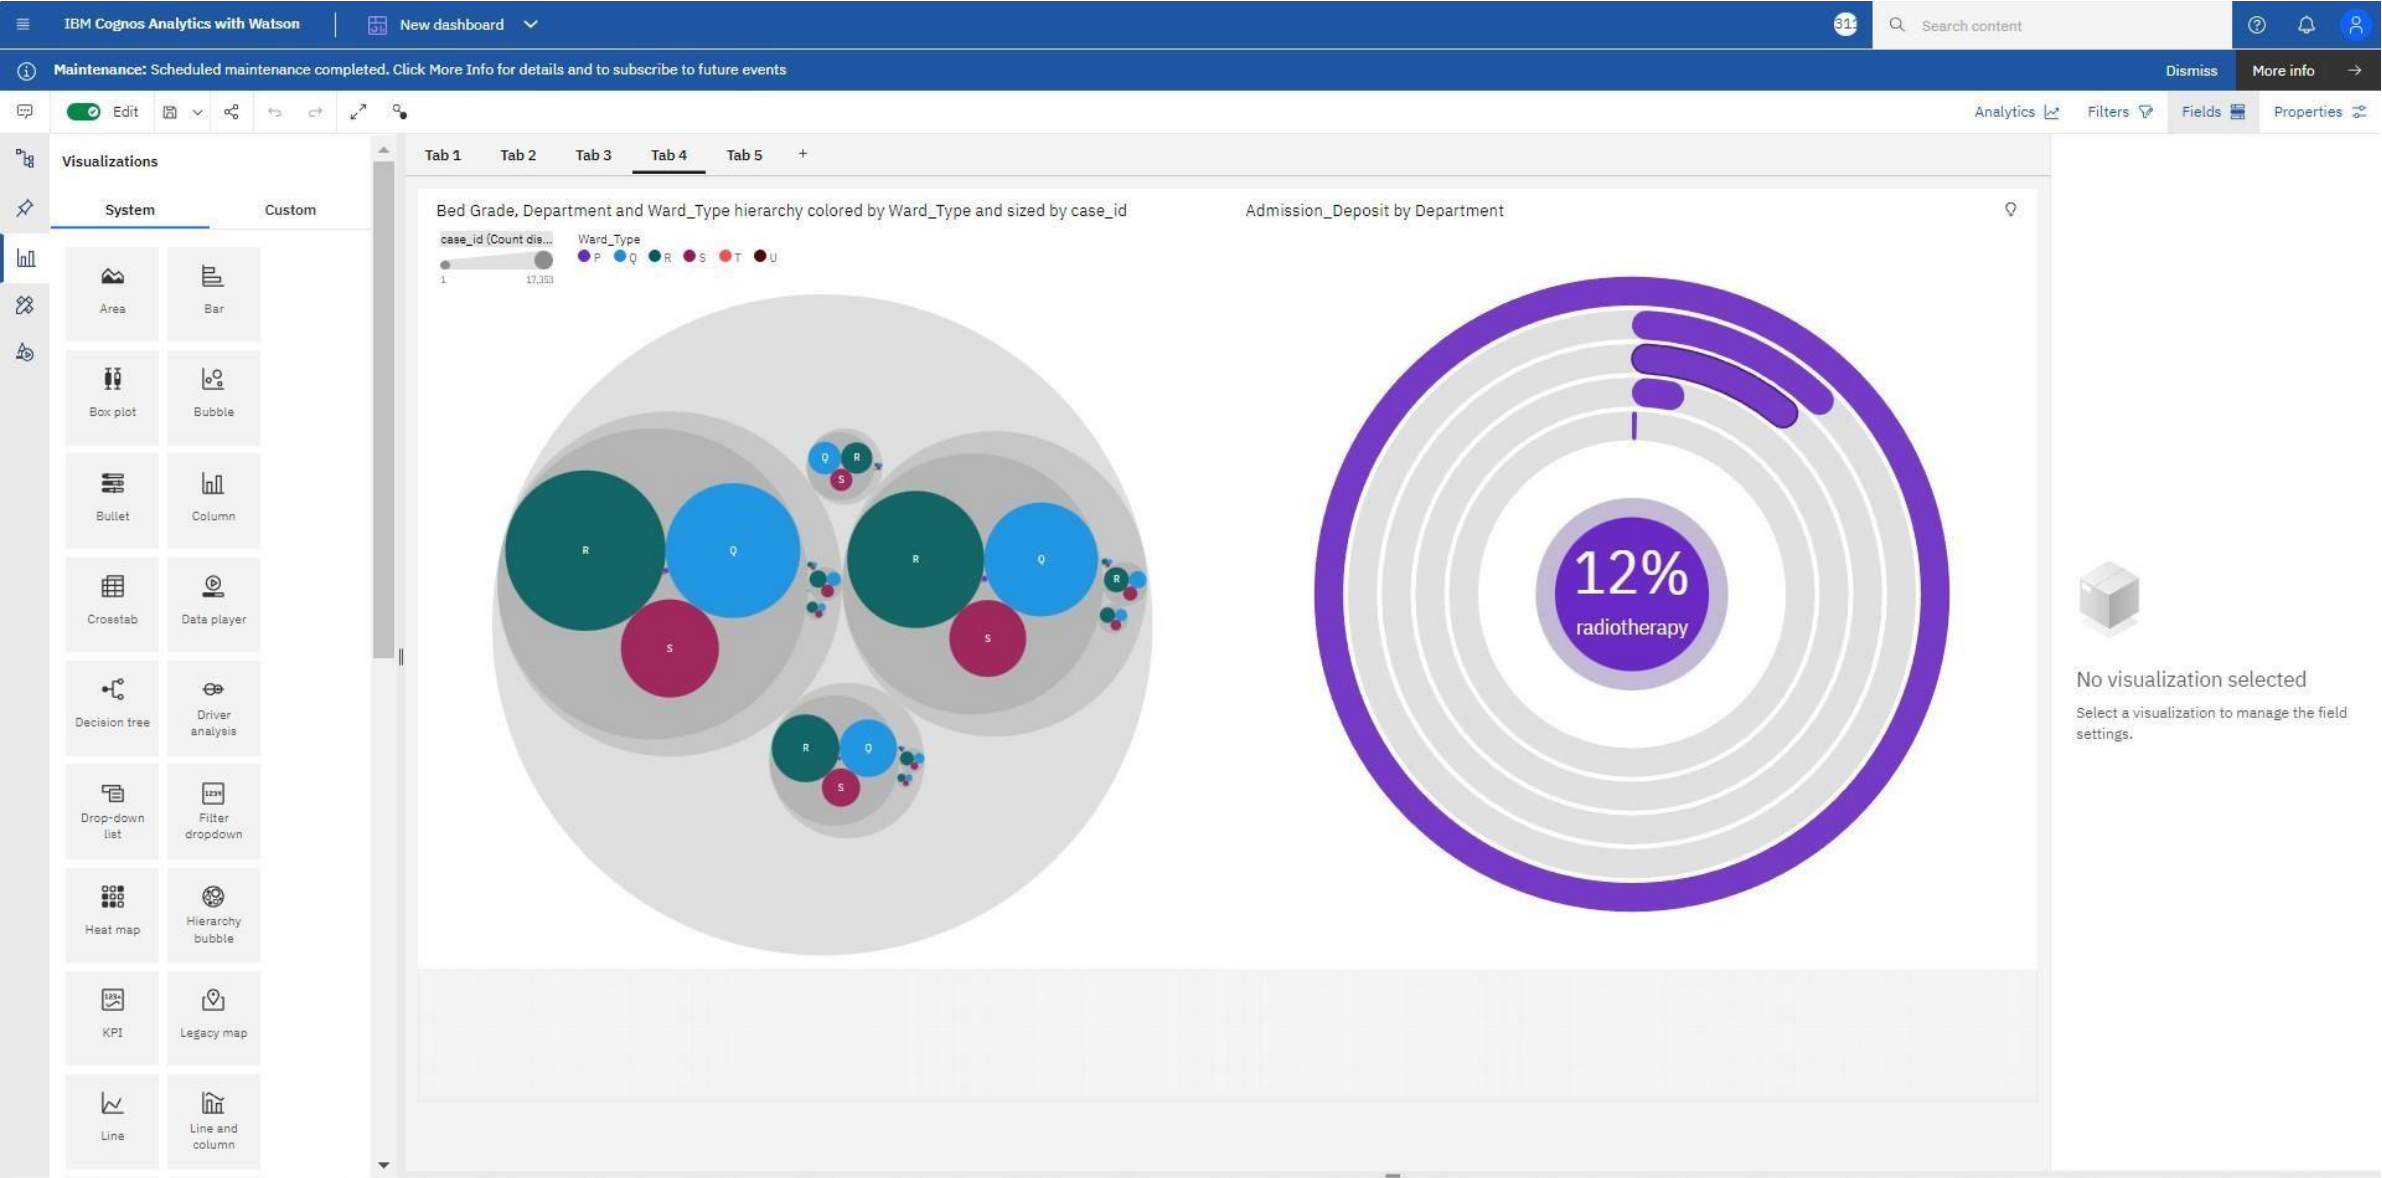 IBM Cognos Analytics with Watson
New dashboard
Search content
Maintenance: Scheduled maintenance completed. Click More Info for details and to subscribe to future events
Dismiss
More info
Edit
Analytics
Filters
Fields
Properties
Visualizations
System
Custom
Area
Bar
Box plot
Bubble
Bullet
Column
Crosstab
Data player
Decision tree
Driver
analysis
Drop-down
list
Filter
dropdown
Heat map
Hierarchy
bubble
KPI
Legacy map
Line
Line and
column
Tab 1
Tab 2
Tab 3
Tab 4
Tab 5
Bed Grade, Department and Ward_Type hierarchy colored by Ward_Type and sized by case_id
case_id (Count dis...
1
17,353
Ward_Type
P Q R S T U
Q R
S
R Q
S
R Q
S
R
R Q
S
Admission_Deposit by Department
12%
radiotherapy
No visualization selected
Select a visualization to manage the field
settings.